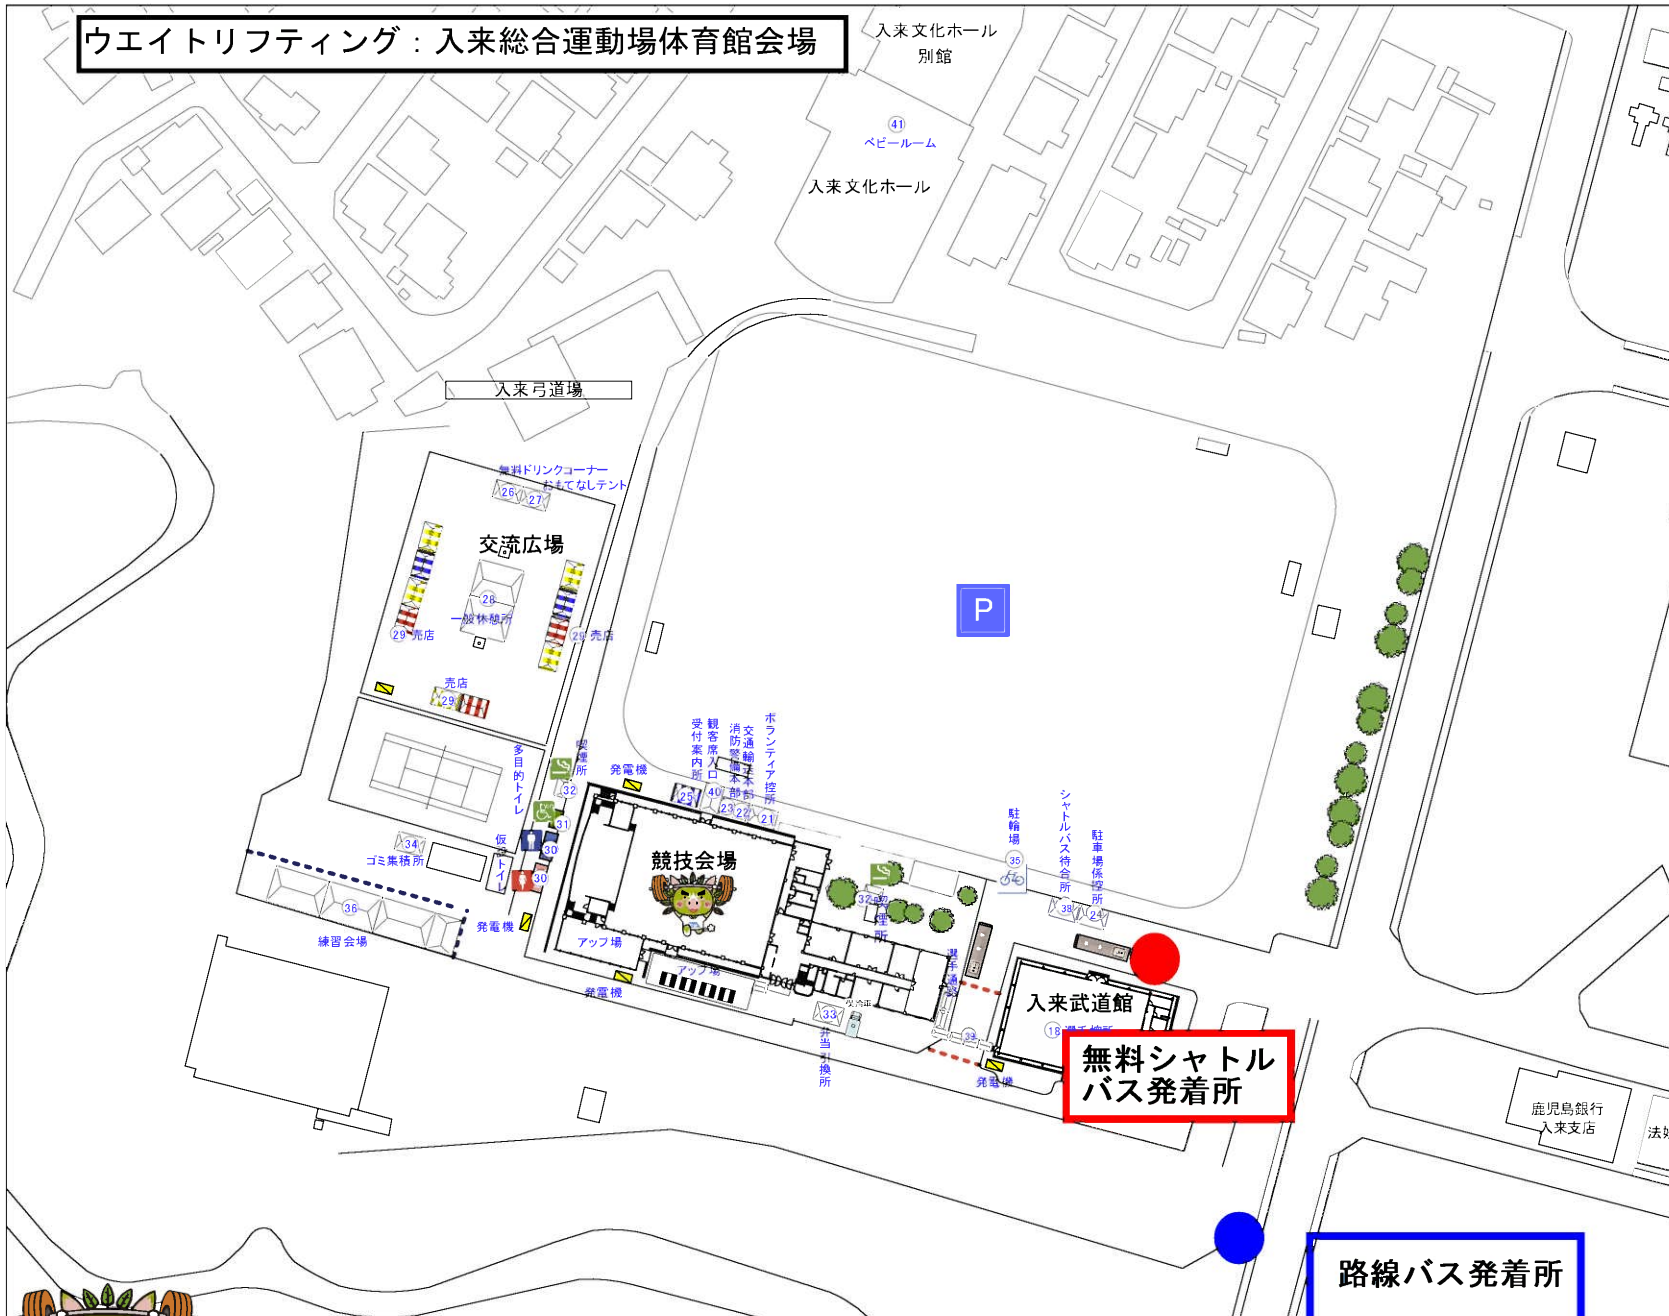 ウエイトリフティング：入来総合運動場体育館会場
入来文化ホール
別館
41
ベビールーム
入来文化ホール
入来弓道場
無料ドリンクコーナー
おもてなしテント
26
27
交流広場
28
一般休憩所
29 売店
29 売店
売店
29
P
多目的トイレ
喫煙所
32
31
30
30
仮設トイレ
発電機
受付案内所
観客席入口
消防警備本部
交通輸送本部
ボランティア控所
25
40
23
22
21
34
ゴミ集積所
36
練習会場
発電機
競技会場
アップ場
アップ場
発電機
喫煙所
駐輪場
35
シャトルバス待合所
38
駐車場係控所
24
選手通路
33
弁当引換所
39
発電機
入来武道館
18 選手控所
無料シャトル
バス発着所
鹿児島銀行
入来支店
路線バス発着所